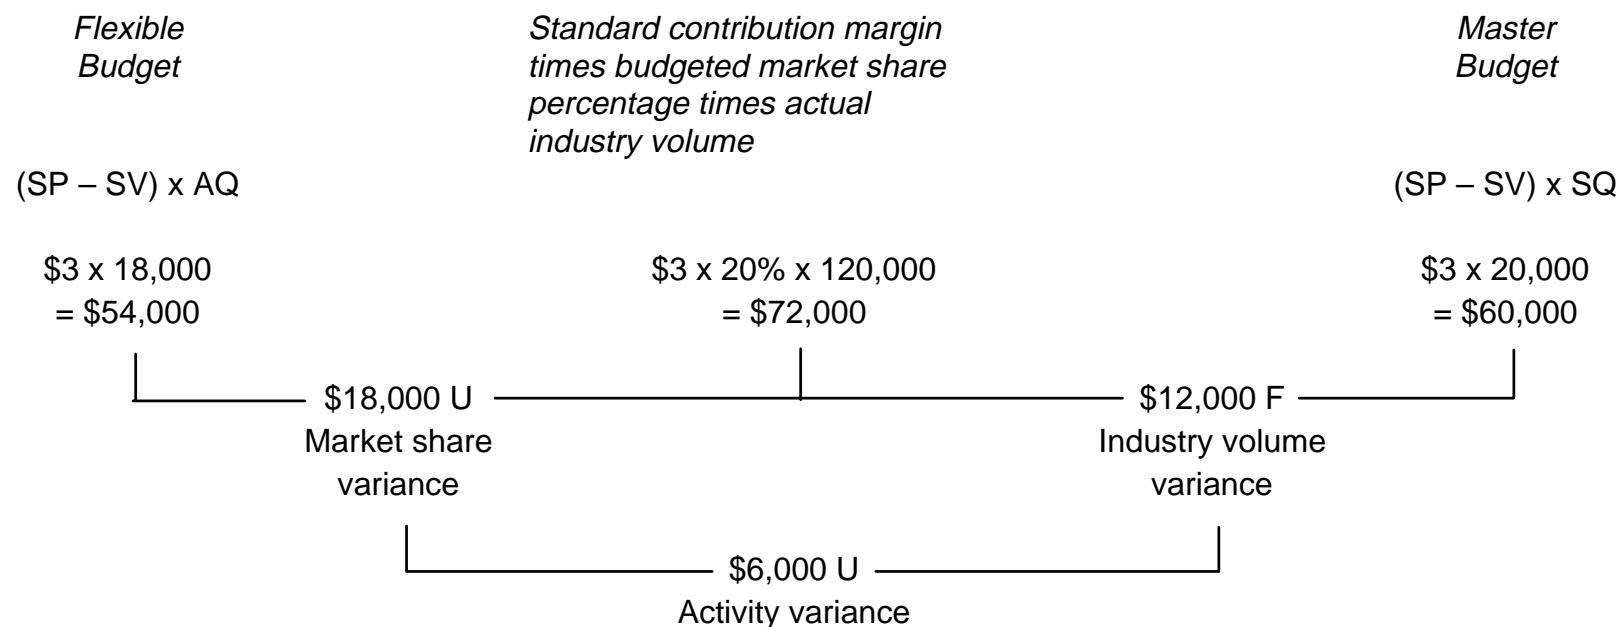 Flexible
Budget
Standard contribution margin
times budgeted market share
percentage times actual
industry volume
Master
Budget
(SP – SV) x AQ
(SP – SV) x SQ
$3 x 18,000
= $54,000
$3 x 20% x 120,000
= $72,000
$3 x 20,000
= $60,000
$18,000 U
Market share
variance
$12,000 F
Industry volume
variance
$6,000 U
Activity variance